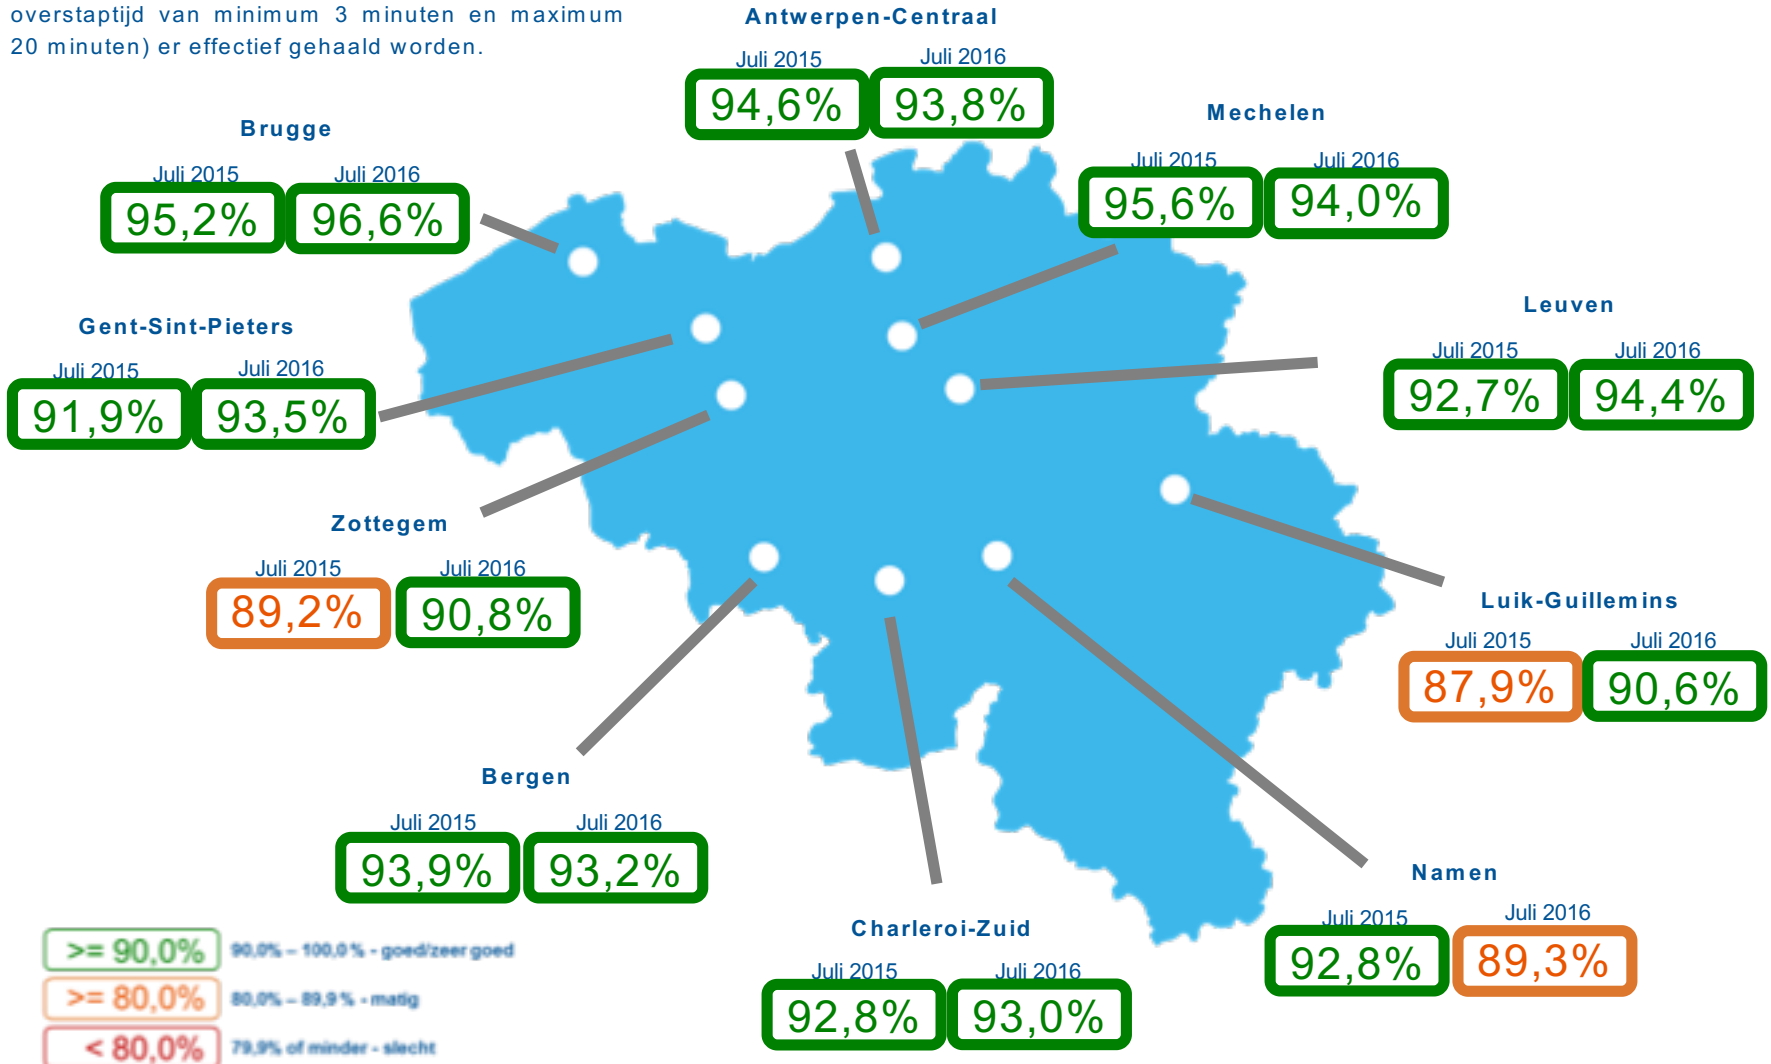 overstaptijd van minimum 3 minuten en maximum
20 minuten) er effectief gehaald worden.
Antwerpen-Centraal
Juli 2015 Juli 2016
94,6% 93,8%
Brugge
Juli 2015 Juli 2016
95,2% 96,6%
Mechelen
Juli 2015 Juli 2016
95,6% 94,0%
Gent-Sint-Pieters
Juli 2015 Juli 2016
91,9% 93,5%
Leuven
Juli 2015 Juli 2016
92,7% 94,4%
Zottegem
Juli 2015 Juli 2016
89,2% 90,8%
Luik-Guillemins
Juli 2015 Juli 2016
87,9% 90,6%
Bergen
Juli 2015 Juli 2016
93,9% 93,2%
Charleroi-Zuid
Juli 2015 Juli 2016
92,8% 93,0%
Namen
Juli 2015 Juli 2016
92,8% 89,3%
>= 90,0% 90,0% – 100,0% - goed/zeer goed
>= 80,0% 80,0% – 89,9% - matig
< 80,0% 79,9% of minder - slecht